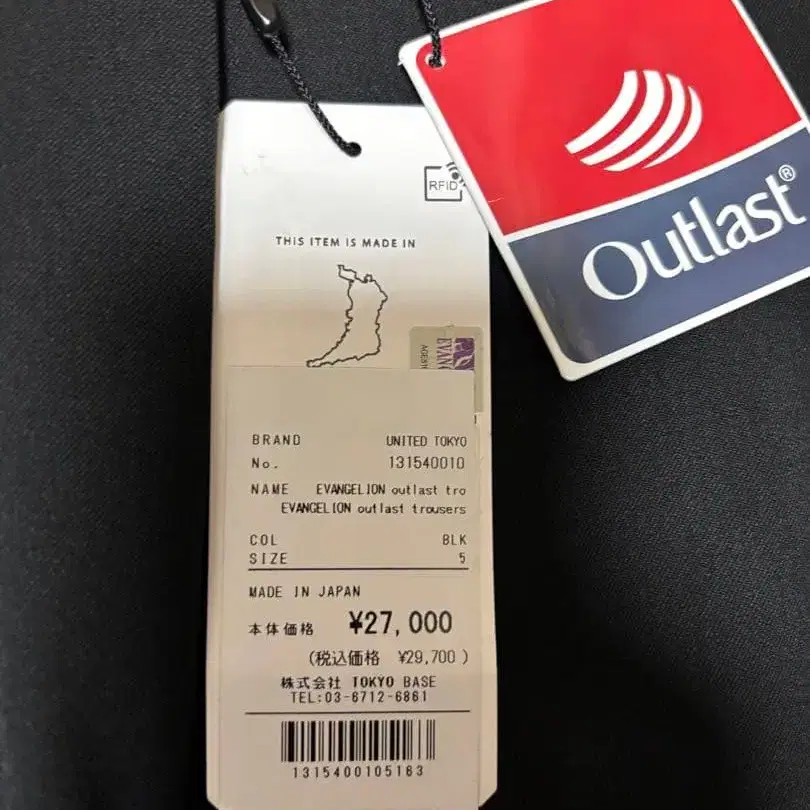 RFID
THIS ITEM IS MADE IN
Outlast®
BRAND UNITED TOKYO
No. 131540010
NAME EVANGELION outlast tro
EVANGELION outlast trousers
COL BLK
SIZE 5
MADE IN JAPAN
本体価格 ¥27,000
(税込価格 ¥29,700 )
株式会社 TOKYO BASE
TEL:03-6712-6861
1315400105163